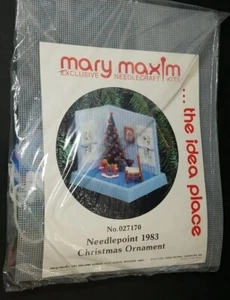 mary maxim
EXCLUSIVE NEEDLECRAFT KITS
... the idea place
No. 027170
Needlepoint 1983
Christmas Ornament